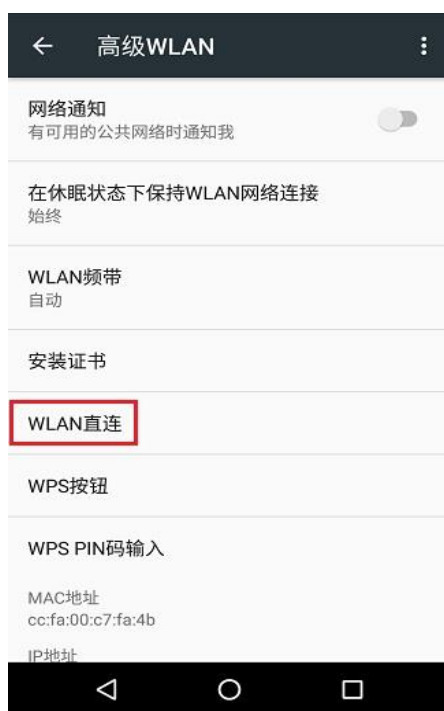 高级WLAN
网络通知
有可用的公共网络时通知我
在休眠状态下保持WLAN网络连接
始终
WLAN频带
自动
安装证书
WLAN直连
WPS按钮
WPS PIN码输入
MAC地址
cc:fa:00:c7:fa:4b
IP地址